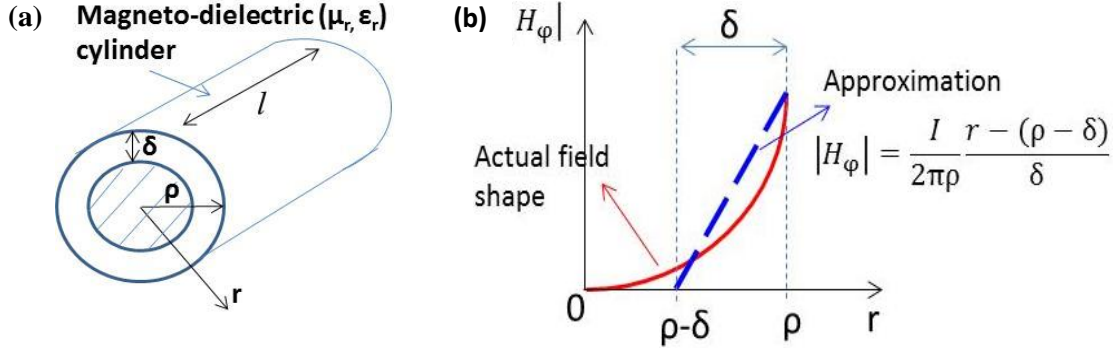 (a) Magneto-dielectric (μr, εr)
cylinder
l
δ
ρ
r
(b) Hφ|
δ
Approximation
|Hφ| = I/2πρ r − (ρ − δ)/δ
Actual field
shape
0
ρ-δ
ρ
r